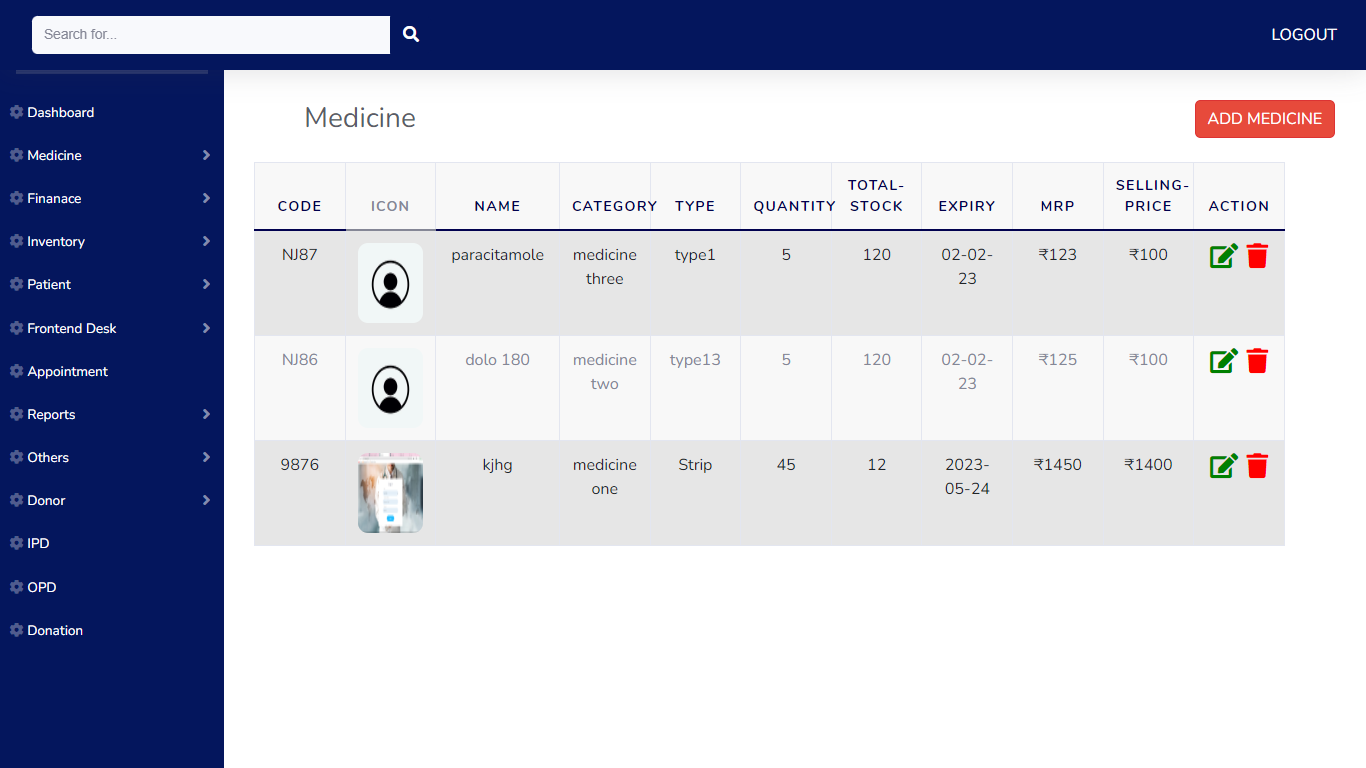 Search for...
LOGOUT
Dashboard
Medicine
Finanace
Inventory
Patient
Frontend Desk
Appointment
Reports
Others
Donor
IPD
OPD
Donation
Medicine
ADD MEDICINE
CODE ICON NAME CATEGORY TYPE QUANTITY TOTAL-STOCK EXPIRY MRP SELLING-PRICE ACTION
NJ87 paracitamole medicine three type1 5 120 02-02-23 ₹123 ₹100
NJ86 dolo 180 medicine two type13 5 120 02-02-23 ₹125 ₹100
9876 kjhg medicine one Strip 45 12 2023-05-24 ₹1450 ₹1400